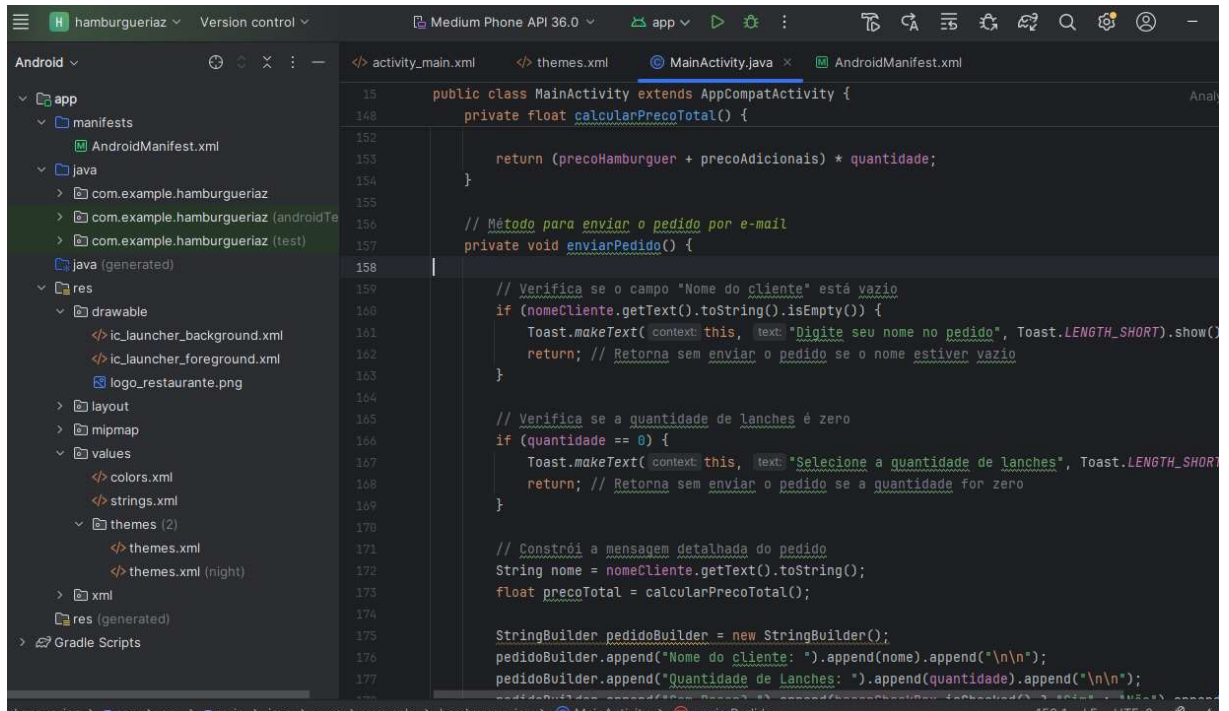 H hamburgueriaz Version control Medium Phone API 36.0 app
Android
activity_main.xml themes.xml MainActivity.java AndroidManifest.xml
app
manifests
AndroidManifest.xml
java
com.example.hamburgueriaz
com.example.hamburgueriaz (androidTe
com.example.hamburgueriaz (test)
java (generated)
res
drawable
ic_launcher_background.xml
ic_launcher_foreground.xml
logo_restaurante.png
layout
mipmap
values
colors.xml
strings.xml
themes (2)
themes.xml
themes.xml (night)
xml
res (generated)
Gradle Scripts
15 public class MainActivity extends AppCompatActivity { Analy
148 private float calcularPrecoTotal() {
152
153 return (precoHamburguer + precoAdicionais) * quantidade;
154 }
155
156 // Método para enviar o pedido por e-mail
157 private void enviarPedido() {
158
159 // Verifica se o campo "Nome do cliente" está vazio
160 if (nomeCliente.getText().toString().isEmpty()) {
161 Toast.makeText( context: this, text: "Digite seu nome no pedido", Toast.LENGTH_SHORT).show()
162 return; // Retorna sem enviar o pedido se o nome estiver vazio
163 }
164
165 // Verifica se a quantidade de lanches é zero
166 if (quantidade == 0) {
167 Toast.makeText( context: this, text: "Selecione a quantidade de lanches", Toast.LENGTH_SHORT
168 return; // Retorna sem enviar o pedido se a quantidade for zero
169 }
170
171 // Constrói a mensagem detalhada do pedido
172 String nome = nomeCliente.getText().toString();
173 float precoTotal = calcularPrecoTotal();
174
175 StringBuilder pedidoBuilder = new StringBuilder();
176 pedidoBuilder.append("Nome do cliente: ").append(nome).append("\n\n");
177 pedidoBuilder.append("Quantidade de Lanches: ").append(quantidade).append("\n\n");